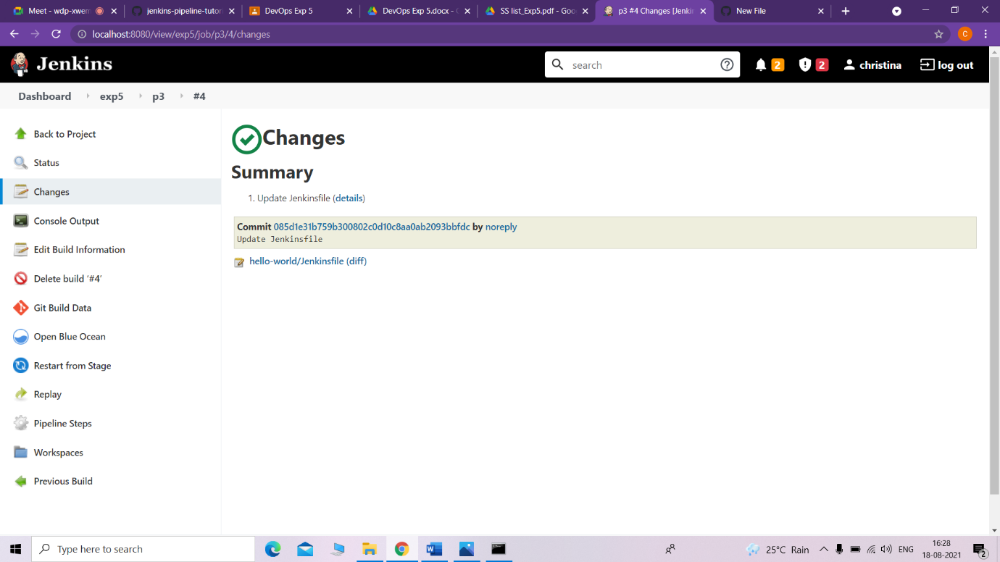 Meet - wdp-xwem
jenkins-pipeline-tutor
DevOps Exp 5
DevOps Exp 5.docx -
SS list_Exp5.pdf - Goo
p3 #4 Changes [Jenkin
New File
localhost:8080/view/exp5/job/p3/4/changes
C
Jenkins
search
2
2
christina
log out
Dashboard
exp5
p3
#4
Back to Project
Status
Changes
Console Output
Edit Build Information
Delete build ‘#4’
Git Build Data
Open Blue Ocean
Restart from Stage
Replay
Pipeline Steps
Workspaces
Previous Build
Changes
Summary
1. Update Jenkinsfile (details)
Commit 085d1e31b759b300802c0d10c8aa0ab2093bbfdc by noreply
Update Jenkinsfile
hello-world/Jenkinsfile (diff)
Type here to search
25°C Rain
ENG
16:28
18-08-2021
2